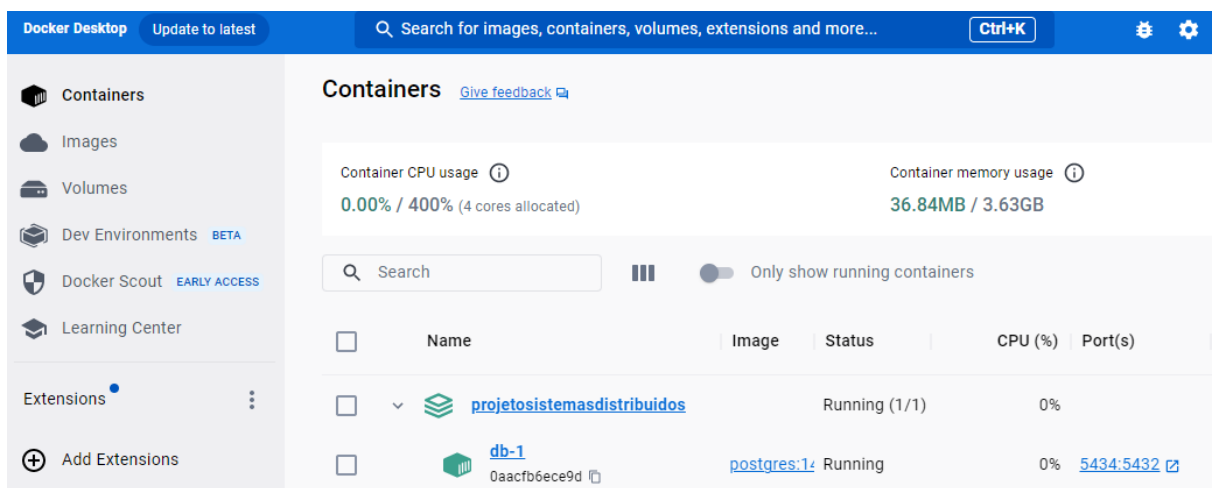 Docker Desktop Update to latest Search for images, containers, volumes, extensions and more... Ctrl+K
Containers
Images
Volumes
Dev Environments BETA
Docker Scout EARLY ACCESS
Learning Center
Extensions
Add Extensions
Containers Give feedback
Container CPU usage
0.00% / 400% (4 cores allocated)
Container memory usage
36.84MB / 3.63GB
Search Only show running containers
Name Image Status CPU (%) Port(s)
projetosistemasdistribuidos Running (1/1) 0%
db-1 postgres:14 Running 0% 5434:5432
0aacfb6ece9d